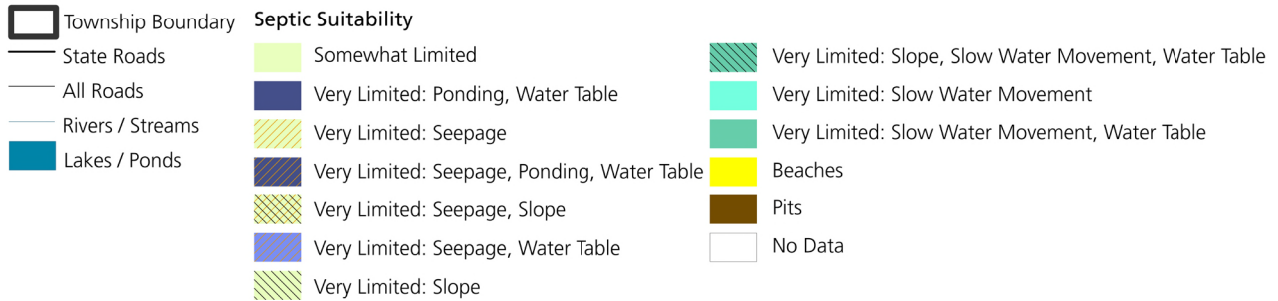 Township Boundary
State Roads
All Roads
Rivers / Streams
Lakes / Ponds
Septic Suitability
Somewhat Limited
Very Limited: Ponding, Water Table
Very Limited: Seepage
Very Limited: Seepage, Ponding, Water Table
Very Limited: Seepage, Slope
Very Limited: Seepage, Water Table
Very Limited: Slope
Very Limited: Slope, Slow Water Movement, Water Table
Very Limited: Slow Water Movement
Very Limited: Slow Water Movement, Water Table
Beaches
Pits
No Data